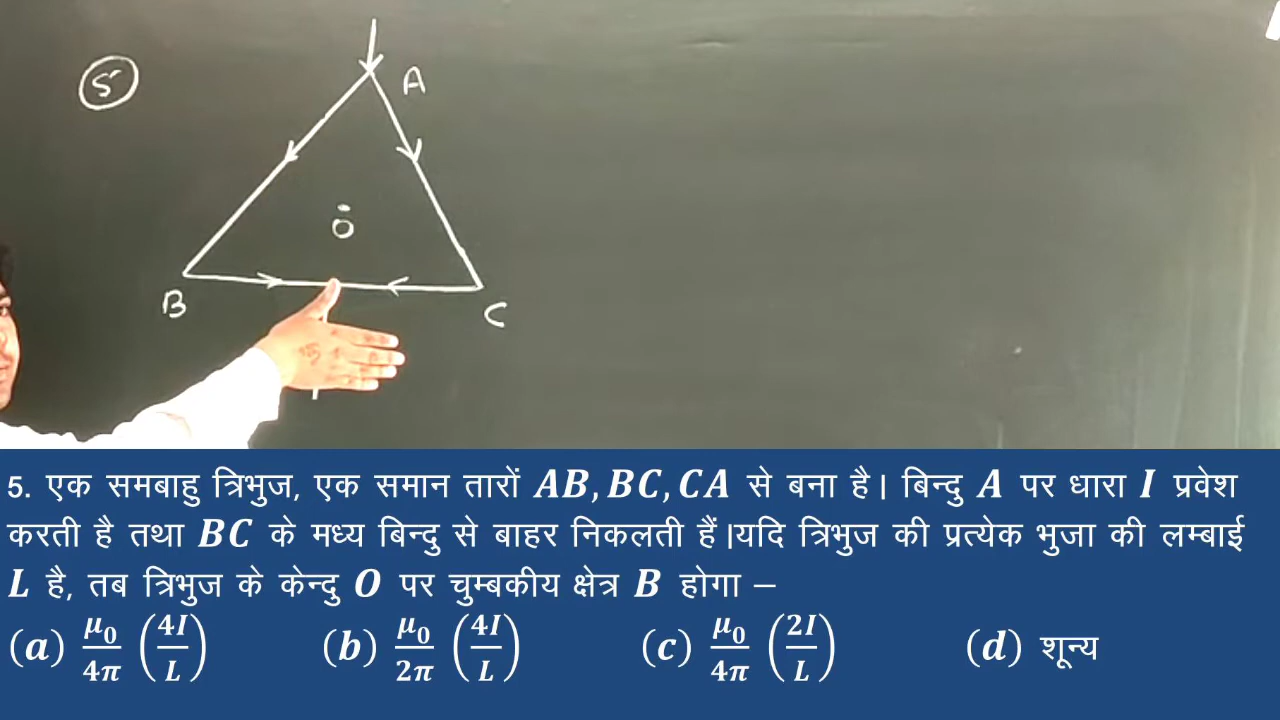 5
A
O
B
C
5. एक समबाहु त्रिभुज, एक समान तारों AB, BC, CA से बना है। बिन्दु A पर धारा I प्रवेश
करती है तथा BC के मध्य बिन्दु से बाहर निकलती हैं।यदि त्रिभुज की प्रत्येक भुजा की लम्बाई
L है, तब त्रिभुज के केन्दु O पर चुम्बकीय क्षेत्र B होगा –
(a) μ₀/4π (4I/L) (b) μ₀/2π (4I/L) (c) μ₀/4π (2I/L) (d) शून्य